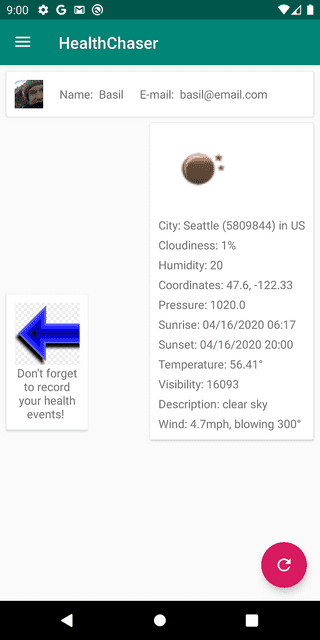 9:00
HealthChaser
Name: Basil E-mail: basil@email.com
City: Seattle (5809844) in US
Cloudiness: 1%
Humidity: 20
Coordinates: 47.6, -122.33
Pressure: 1020.0
Sunrise: 04/16/2020 06:17
Sunset: 04/16/2020 20:00
Temperature: 56.41°
Visibility: 16093
Description: clear sky
Wind: 4.7mph, blowing 300°
Don't forget
to record
your health
events!